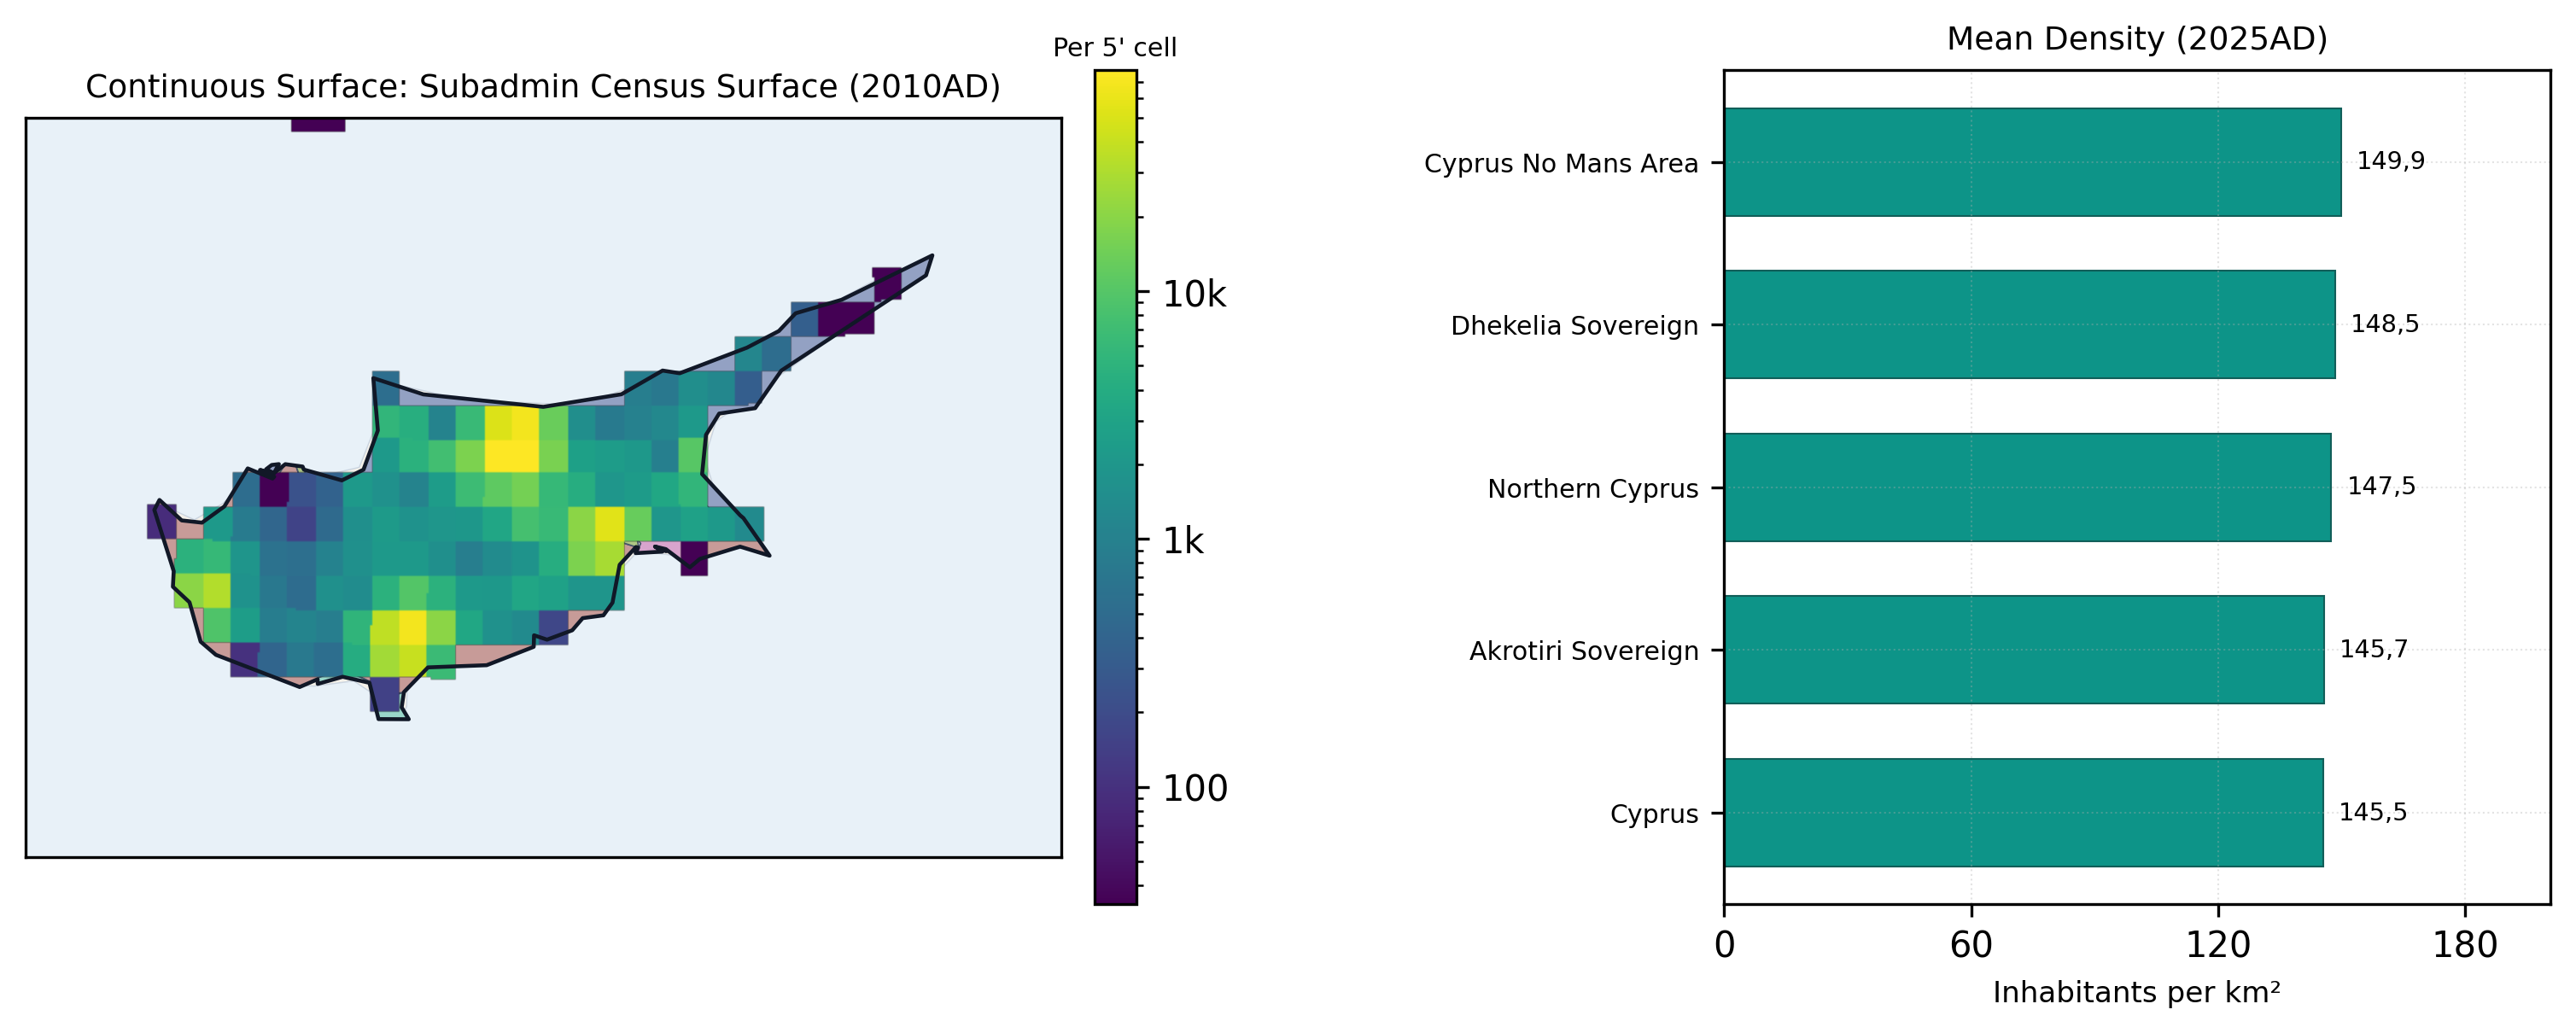 Continuous Surface: Subadmin Census Surface (2010AD)
Per 5' cell
10k
1k
100
Mean Density (2025AD)
Cyprus No Mans Area
149,9
Dhekelia Sovereign
148,5
Northern Cyprus
147,5
Akrotiri Sovereign
145,7
Cyprus
145,5
0 60 120 180
Inhabitants per km²